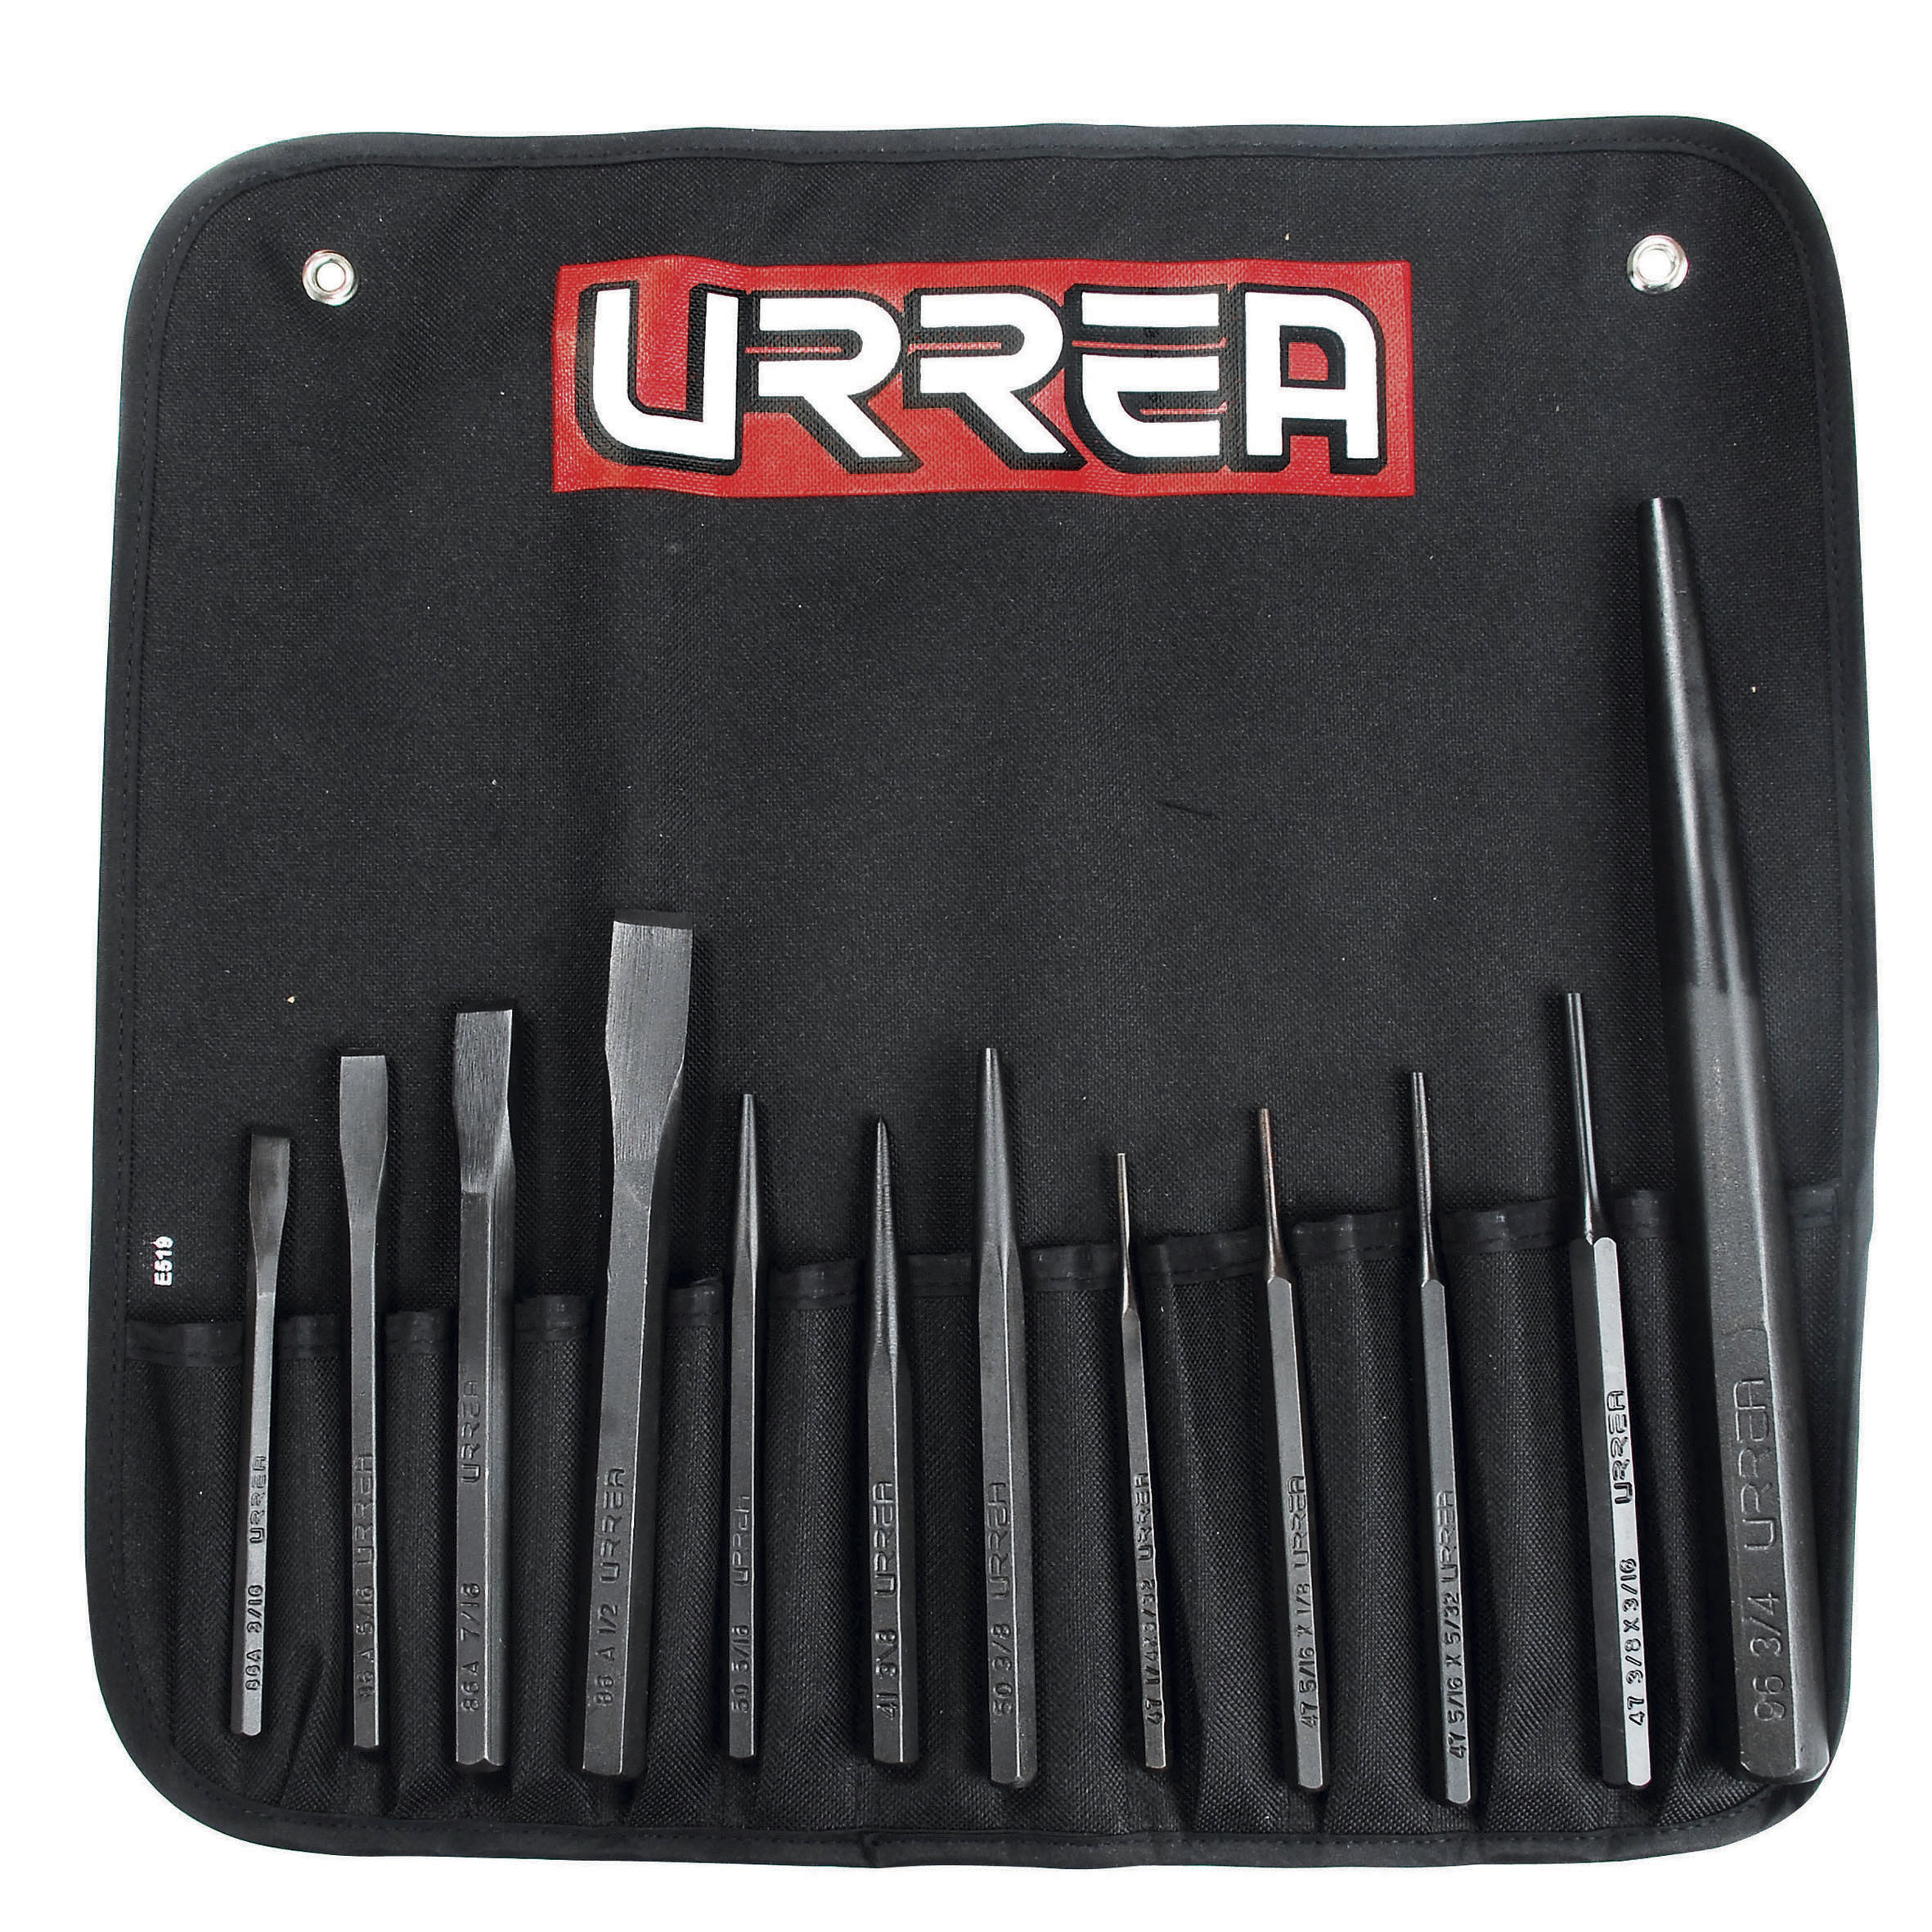 URREA
E519
86A 3/16 URREA
86 A 5/16 URREA
86A 7/16 URREA
86 A 1/2 URREA
50 5/16 URREA
41 3/8 URREA
50 3/8 URREA
47 1/4 X 3/32 URREA
47 5/16 X 1/8 URREA
47 5/16 X 5/32 URREA
47 3/8 X 3/16 URREA
96 3/4 URREA